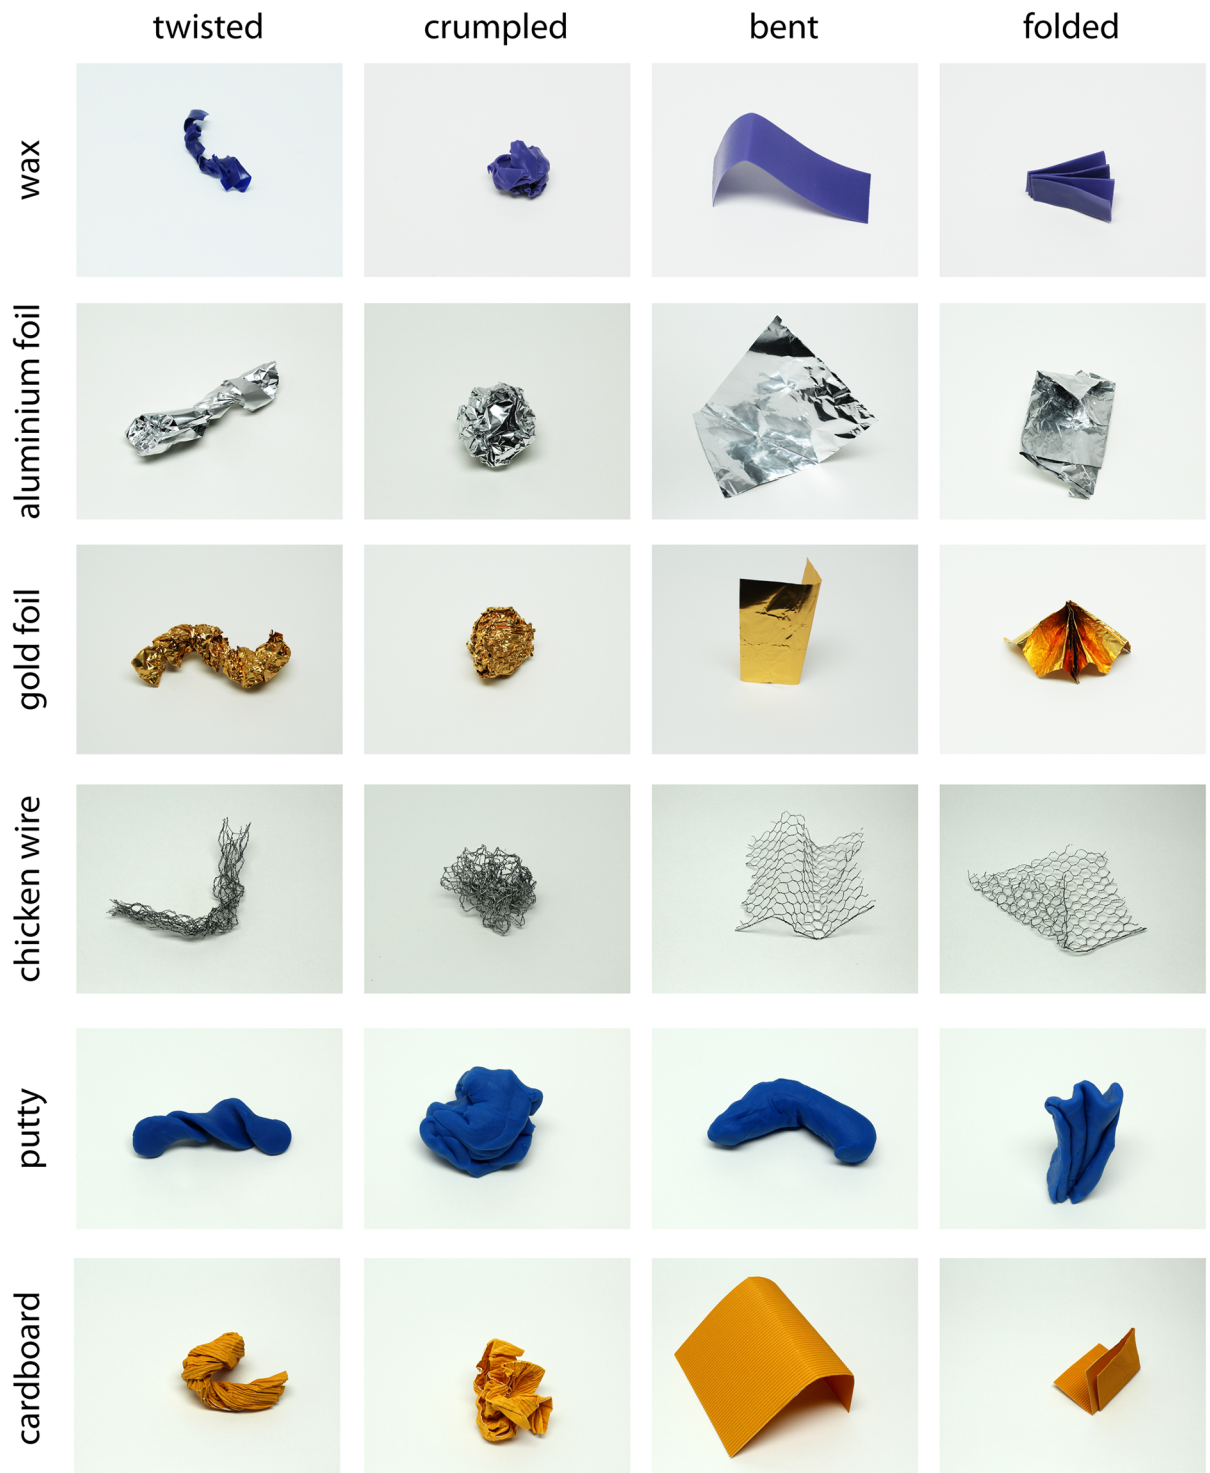 twisted crumpled bent folded
wax
aluminium foil
gold foil
chicken wire
putty
cardboard